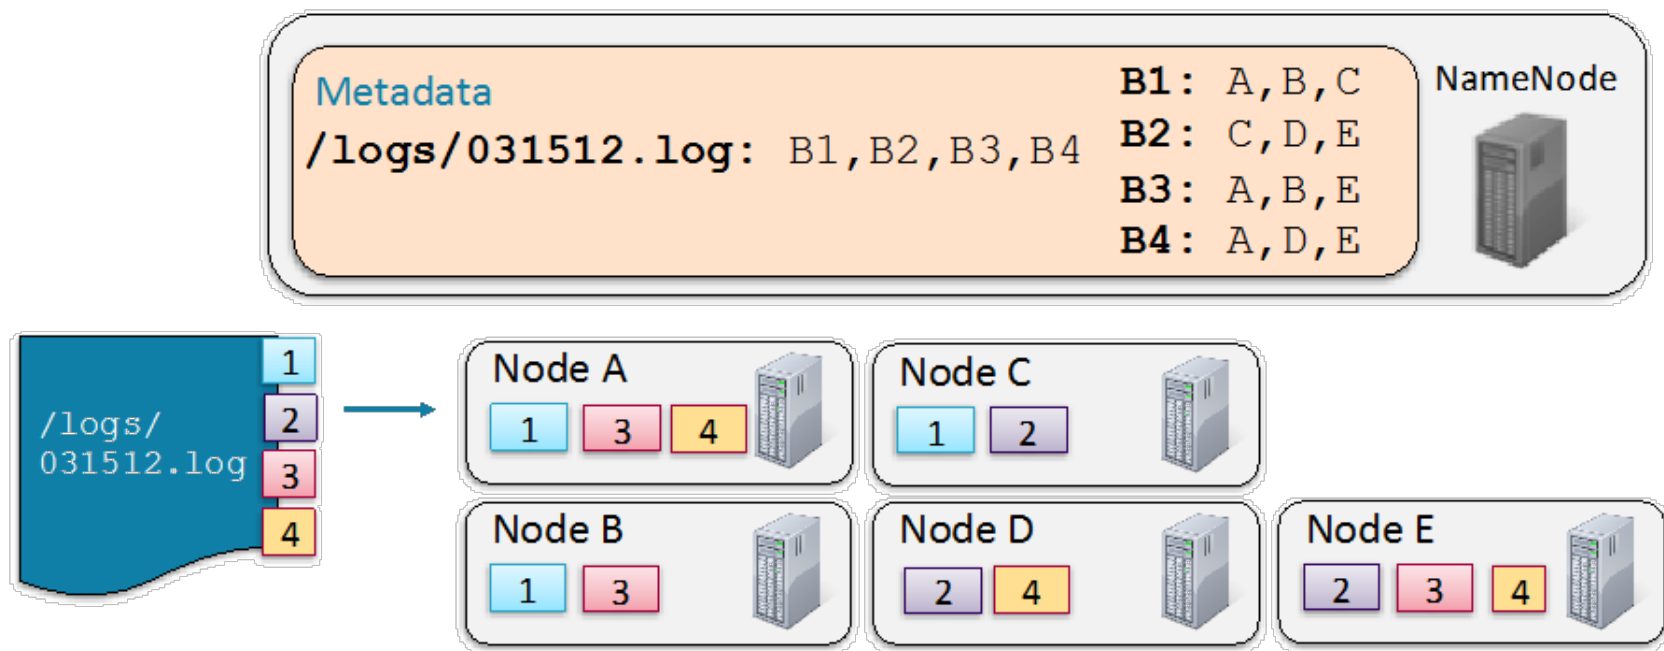 Metadata
/logs/031512.log: B1,B2,B3,B4
B1: A,B,C
B2: C,D,E
B3: A,B,E
B4: A,D,E
NameNode
/logs/
031512.log
1
2
3
4
Node A
1 3 4
Node C
1 2
Node B
1 3
Node D
2 4
Node E
2 3 4